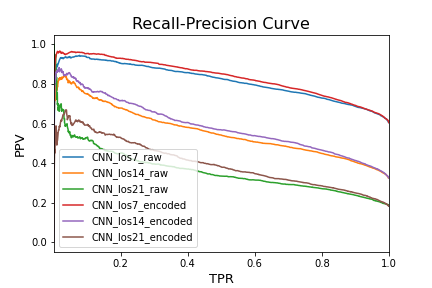 Recall-Precision Curve
PPV
1.0
0.8
0.6
0.4
0.2
0.0
CNN_los7_raw
CNN_los14_raw
CNN_los21_raw
CNN_los7_encoded
CNN_los14_encoded
CNN_los21_encoded
0.2 0.4 0.6 0.8 1.0
TPR